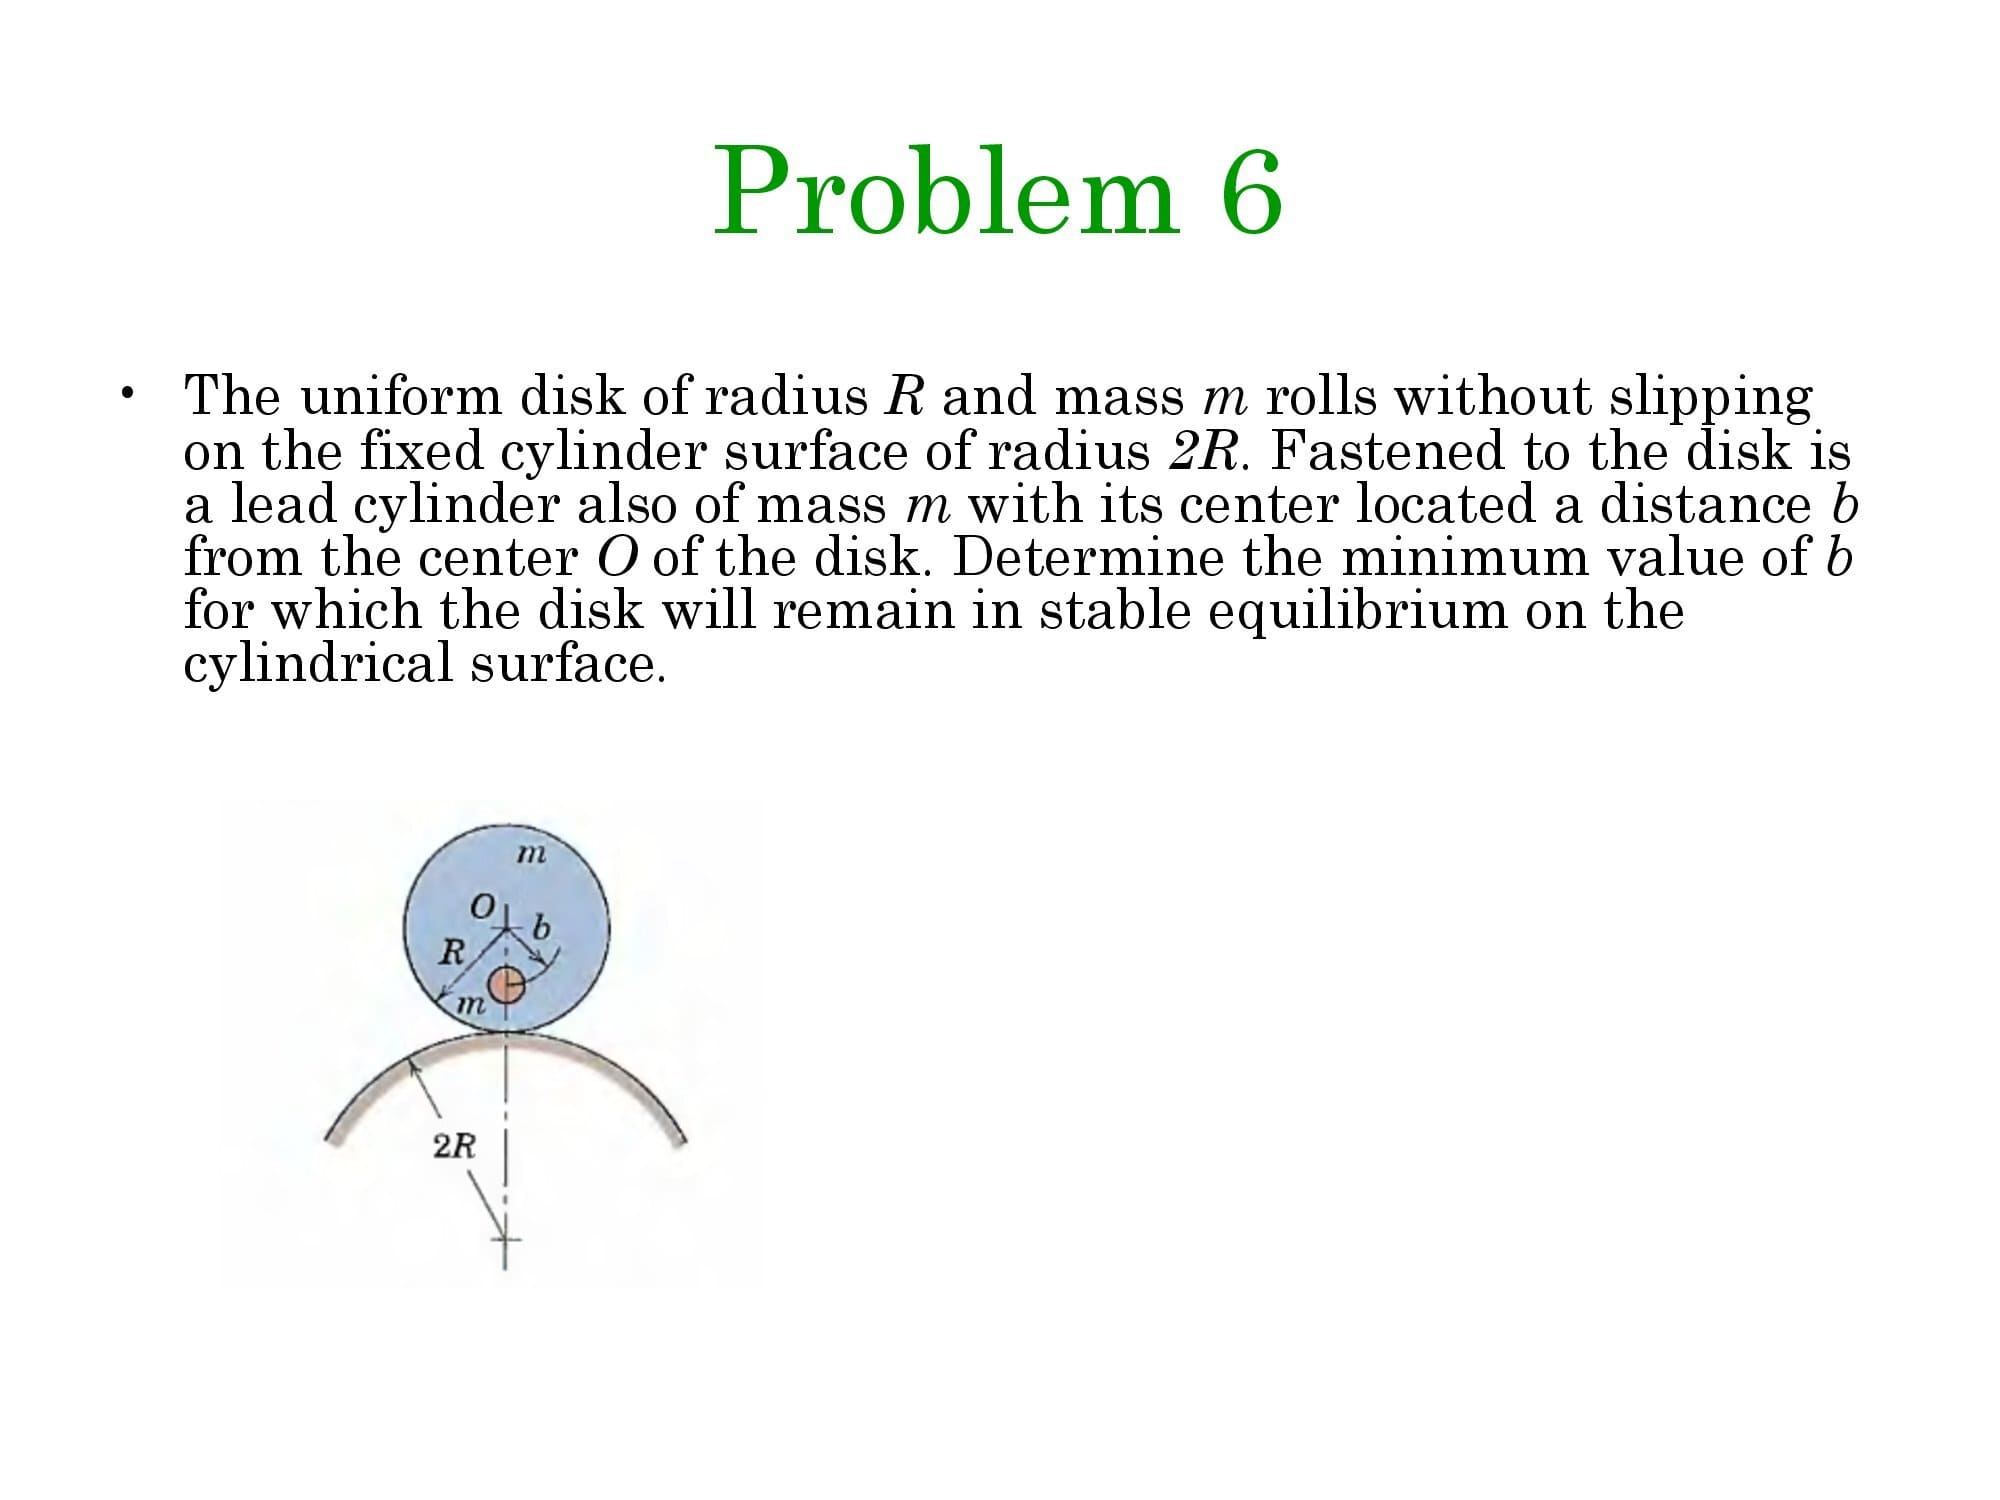 Problem 6
• The uniform disk of radius R and mass m rolls without slipping
on the fixed cylinder surface of radius 2R. Fastened to the disk is
a lead cylinder also of mass m with its center located a distance b
from the center O of the disk. Determine the minimum value of b
for which the disk will remain in stable equilibrium on the
cylindrical surface.
m
O
b
R
m
2R